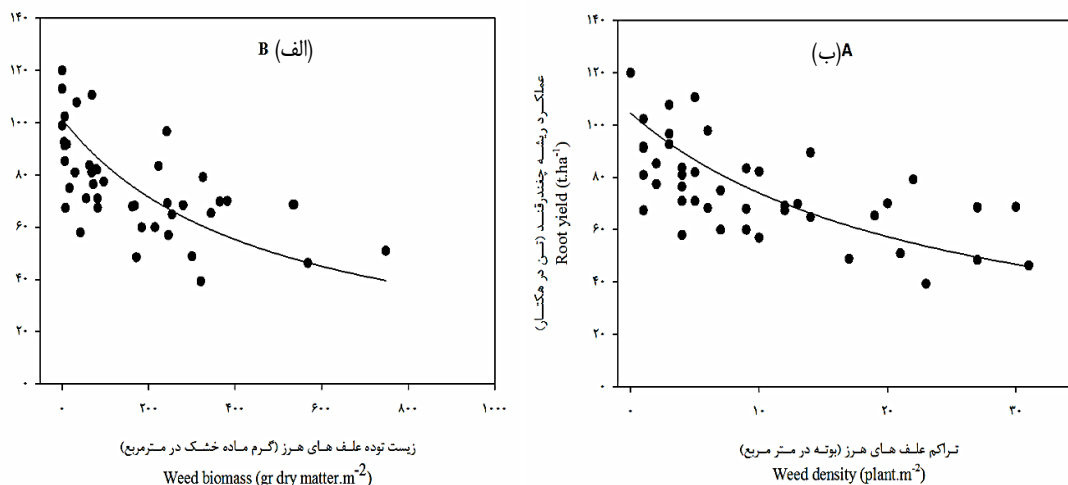 (الف) B
۱۴۰
۱۲۰
۱۰۰
۸۰
۶۰
۴۰
۲۰
۰
۰ ۲۰۰ ۴۰۰ ۶۰۰ ۸۰۰ ۱۰۰۰
زیست توده علف های هرز (گرم ماده خشک در مترمربع)
Weed biomass (gr dry matter.m⁻²)
A(ب)
عملکرد ریشه چغندرقند (تن در هکتار)
Root yield (t.ha⁻¹)
۱۴۰
۱۲۰
۱۰۰
۸۰
۶۰
۴۰
۲۰
۰
۰ ۱۰ ۲۰ ۳۰
تراکم علف های هرز (بوته در متر مربع)
Weed density (plant.m⁻²)